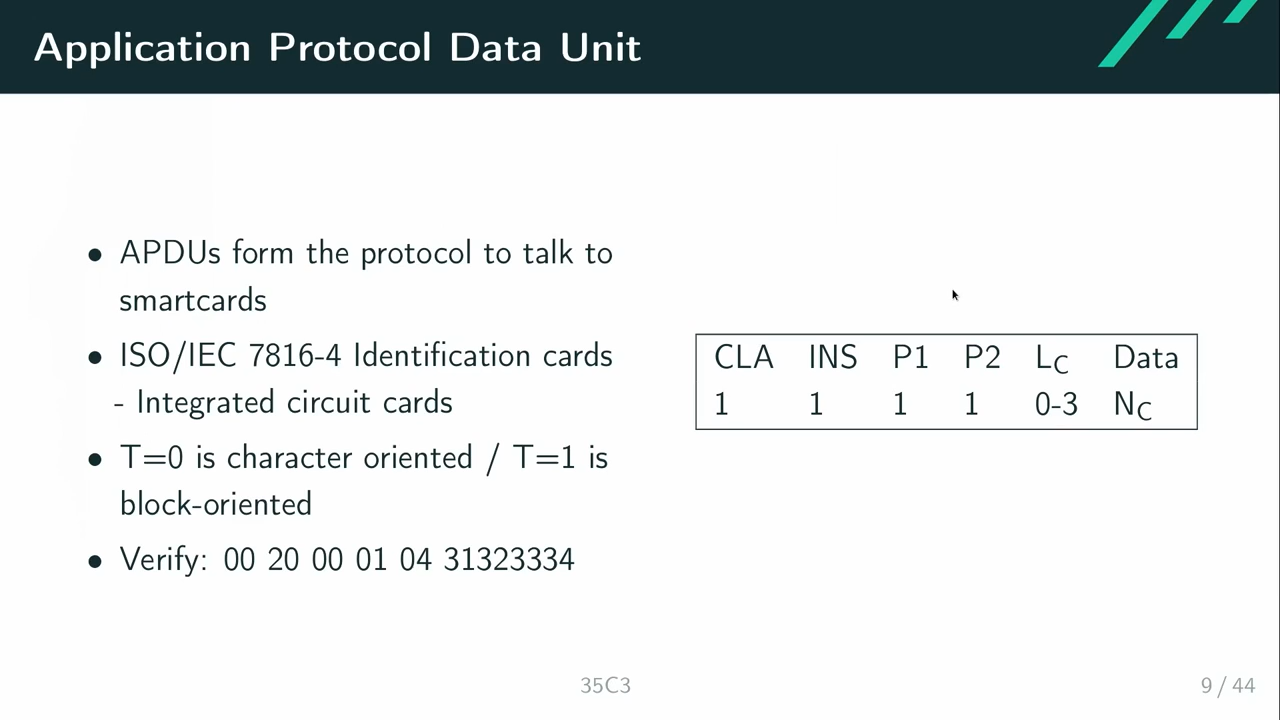 Application Protocol Data Unit
• APDUs form the protocol to talk to
smartcards
• ISO/IEC 7816-4 Identification cards
- Integrated circuit cards
• T=0 is character oriented / T=1 is
block-oriented
• Verify: 00 20 00 01 04 31323334
CLA INS P1 P2 LC Data
1 1 1 1 0-3 NC
35C3
9 / 44